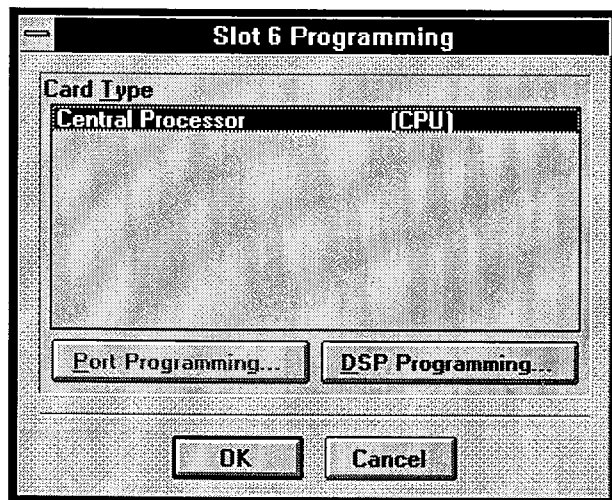 Slot 6 Programming
Card Type
Central Processor (CPU)
Port Programming... DSP Programming...
OK Cancel